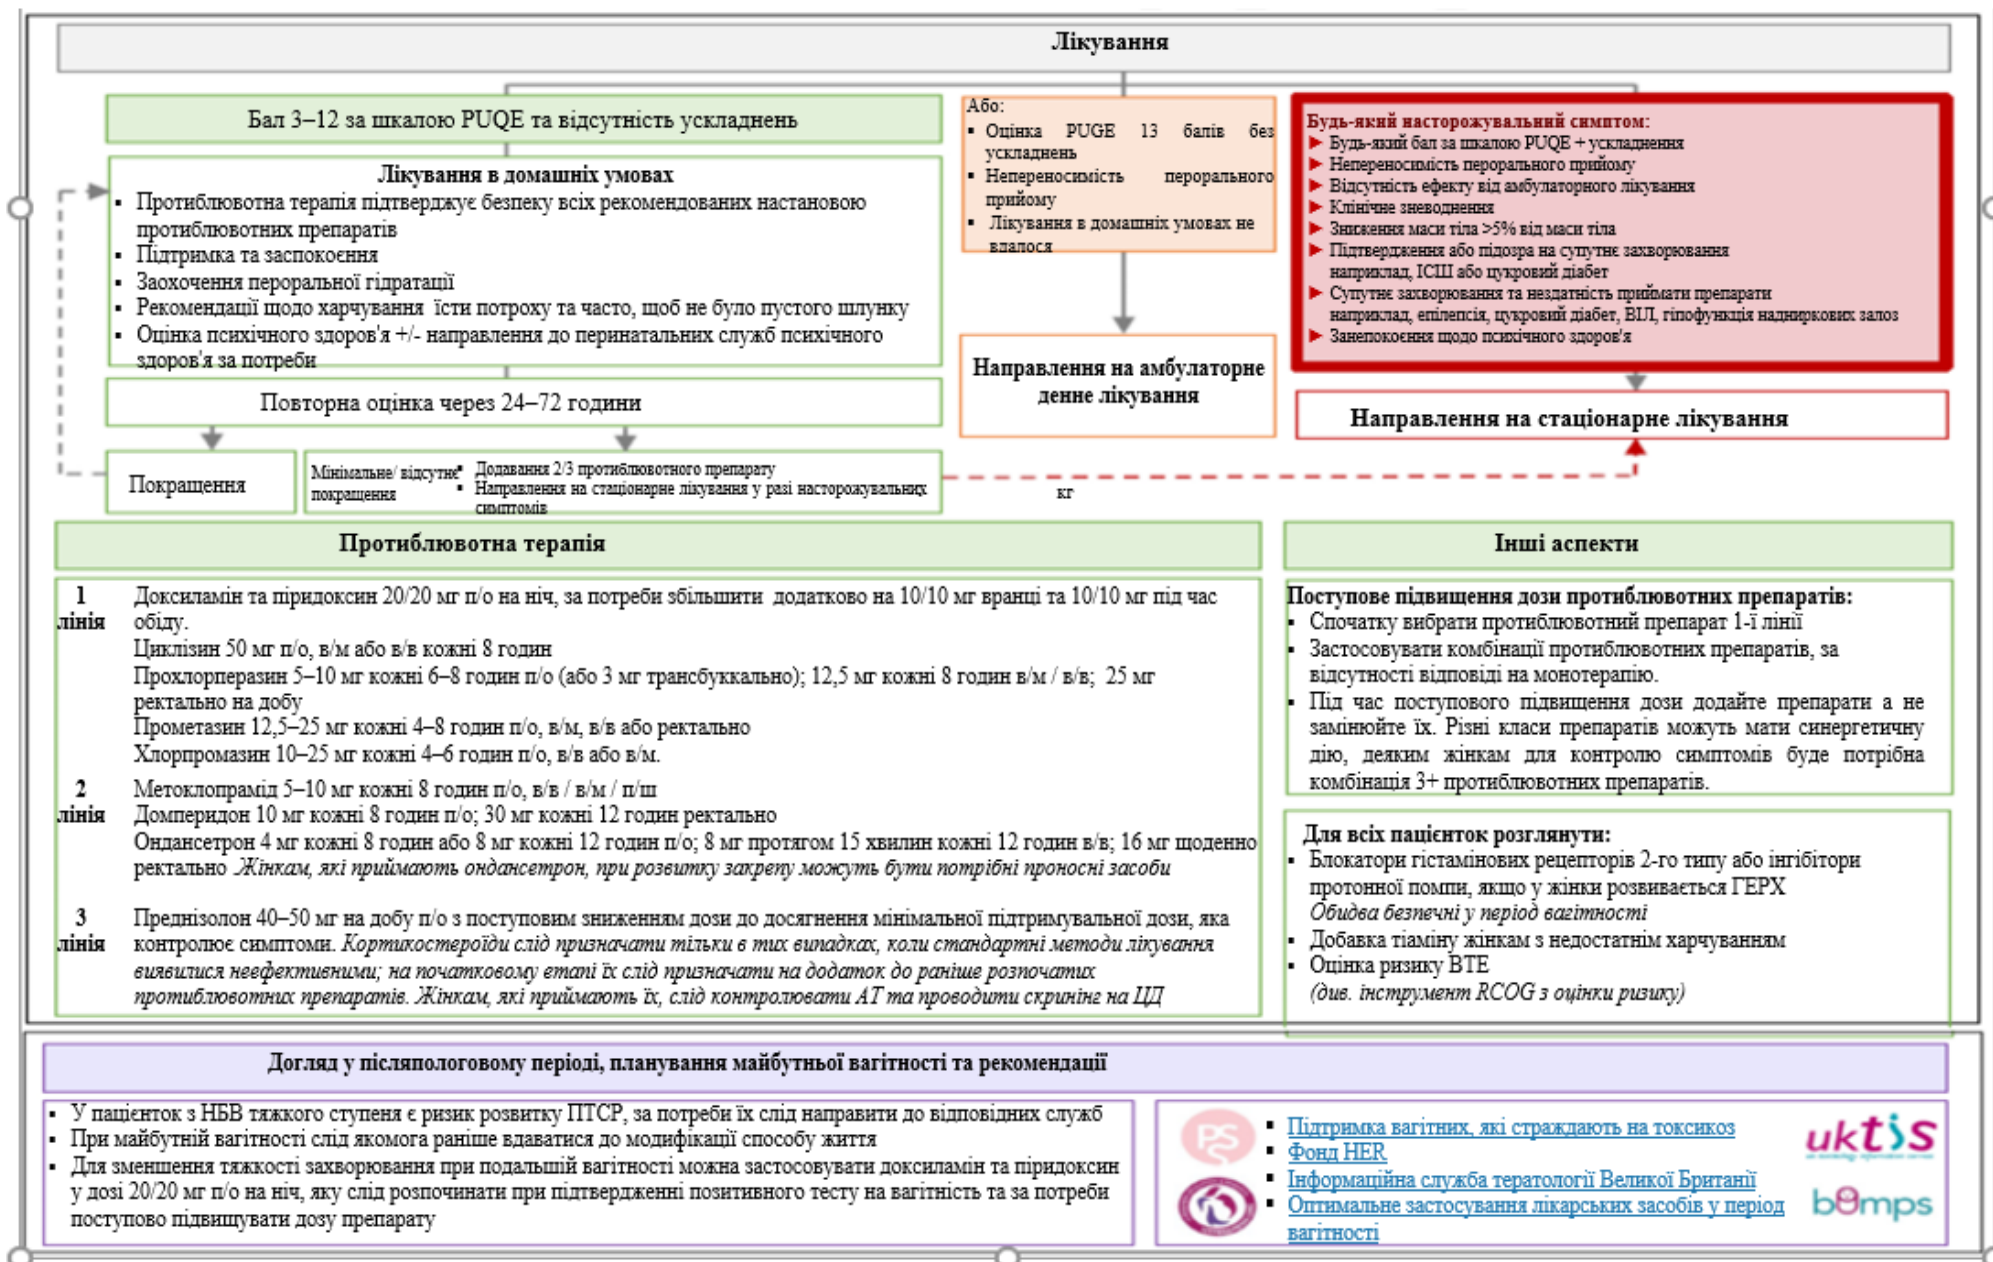 Лікування
Бал 3–12 за шкалою PUQE та відсутність ускладнень
Лікування в домашніх умовах
▪ Протиблювотна терапія підтверджує безпеку всіх рекомендованих настановою
протиблювотних препаратів
▪ Підтримка та заспокоєння
▪ Заохочення пероральної гідратації
▪ Рекомендації щодо харчування їсти потроху та часто, щоб не було пустого шлунку
▪ Оцінка психічного здоров'я +/- направлення до перинатальних служб психічного
здоров'я за потреби
Повторна оцінка через 24–72 години
Покращення
Мінімальне/ відсутнє
покращення
▪ Додавання 2/3 протиблювотного препарату
▪ Направлення на стаціонарне лікування у разі насторожувальних
симптомів
Або:
▪ Оцінка PUGE 13 балів без
ускладнень
▪ Непереносимість перорального
прийому
▪ Лікування в домашніх умовах не
вдалося
Направлення на амбулаторне
денне лікування
Будь-який насторожувальний симптом:
► Будь-який бал за шкалою PUQE + ускладнення
► Непереносимість перорального прийому
► Відсутність ефекту від амбулаторного лікування
► Клінічне зневоднення
► Зниження маси тіла >5% від маси тіла
► Підтвердження або підозра на супутнє захворювання
наприклад, ІСШ або цукровий діабет
► Супутнє захворювання та нездатність приймати препарати
наприклад, епілепсія, цукровий діабет, ВІЛ, гіпофункція надниркових залоз
► Занепокоєння щодо психічного здоров'я
Направлення на стаціонарне лікування
кг
Протиблювотна терапія
1
лінія
Доксиламін та піридоксин 20/20 мг п/о на ніч, за потреби збільшити додатково на 10/10 мг вранці та 10/10 мг під час
обіду.
Циклізин 50 мг п/о, в/м або в/в кожні 8 годин
Прохлорперазин 5–10 мг кожні 6–8 годин п/о (або 3 мг трансбуккально); 12,5 мг кожні 8 годин в/м / в/в; 25 мг
ректально на добу
Прометазин 12,5–25 мг кожні 4–8 годин п/о, в/м, в/в або ректально
Хлорпромазин 10–25 мг кожні 4–6 годин п/о, в/в або в/м.
2
лінія
Метоклопрамід 5–10 мг кожні 8 годин п/о, в/в / в/м / п/ш
Домперидон 10 мг кожні 8 годин п/о; 30 мг кожні 12 годин ректально
Ондансетрон 4 мг кожні 8 годин або 8 мг кожні 12 годин п/о; 8 мг протягом 15 хвилин кожні 12 годин в/в; 16 мг щоденно
ректально .Жінкам, які приймають ондансетрон, при розвитку закрепу можуть бути потрібні проносні засоби
3
лінія
Преднізолон 40–50 мг на добу п/о з поступовим зниженням дози до досягнення мінімальної підтримувальної дози, яка
контролює симптоми. Кортикостероїди слід призначати тільки в тих випадках, коли стандартні методи лікування
виявилися неефективними; на початковому етапі їх слід призначати на додаток до раніше розпочатих
протиблювотних препаратів. Жінкам, які приймають їх, слід контролювати АТ та проводити скринінг на ЦД
Інші аспекти
Поступове підвищення дози протиблювотних препаратів:
▪ Спочатку вибрати протиблювотний препарат 1-ї лінії
▪ Застосовувати комбінації протиблювотних препаратів, за
відсутності відповіді на монотерапію.
▪ Під час поступового підвищення дози додайте препарати а не
замінюйте їх. Різні класи препаратів можуть мати синергетичну
дію, деяким жінкам для контролю симптомів буде потрібна
комбінація 3+ протиблювотних препаратів.
Для всіх пацієнток розглянути:
▪ Блокатори гістамінових рецепторів 2-го типу або інгібітори
протонної помпи, якщо у жінки розвивається ГЕРХ
Обидва безпечні у період вагітності
▪ Добавка тіаміну жінкам з недостатнім харчуванням
▪ Оцінка ризику ВТЕ
(див. інструмент RCOG з оцінки ризику)
Догляд у післяпологовому періоді, планування майбутньої вагітності та рекомендації
▪ У пацієнток з НБВ тяжкого ступеня є ризик розвитку ПТСР, за потреби їх слід направити до відповідних служб
▪ При майбутній вагітності слід якомога раніше вдаватися до модифікації способу життя
▪ Для зменшення тяжкості захворювання при подальшій вагітності можна застосовувати доксиламін та піридоксин
у дозі 20/20 мг п/о на ніч, яку слід розпочинати при підтвердженні позитивного тесту на вагітність та за потреби
поступово підвищувати дозу препарату
PS
▪ Підтримка вагітних, які страждають на токсикоз
▪ Фонд HER
▪ Інформаційна служба тератології Великої Британії
▪ Оптимальне застосування лікарських засобів у період
вагітності
uktis
bumps